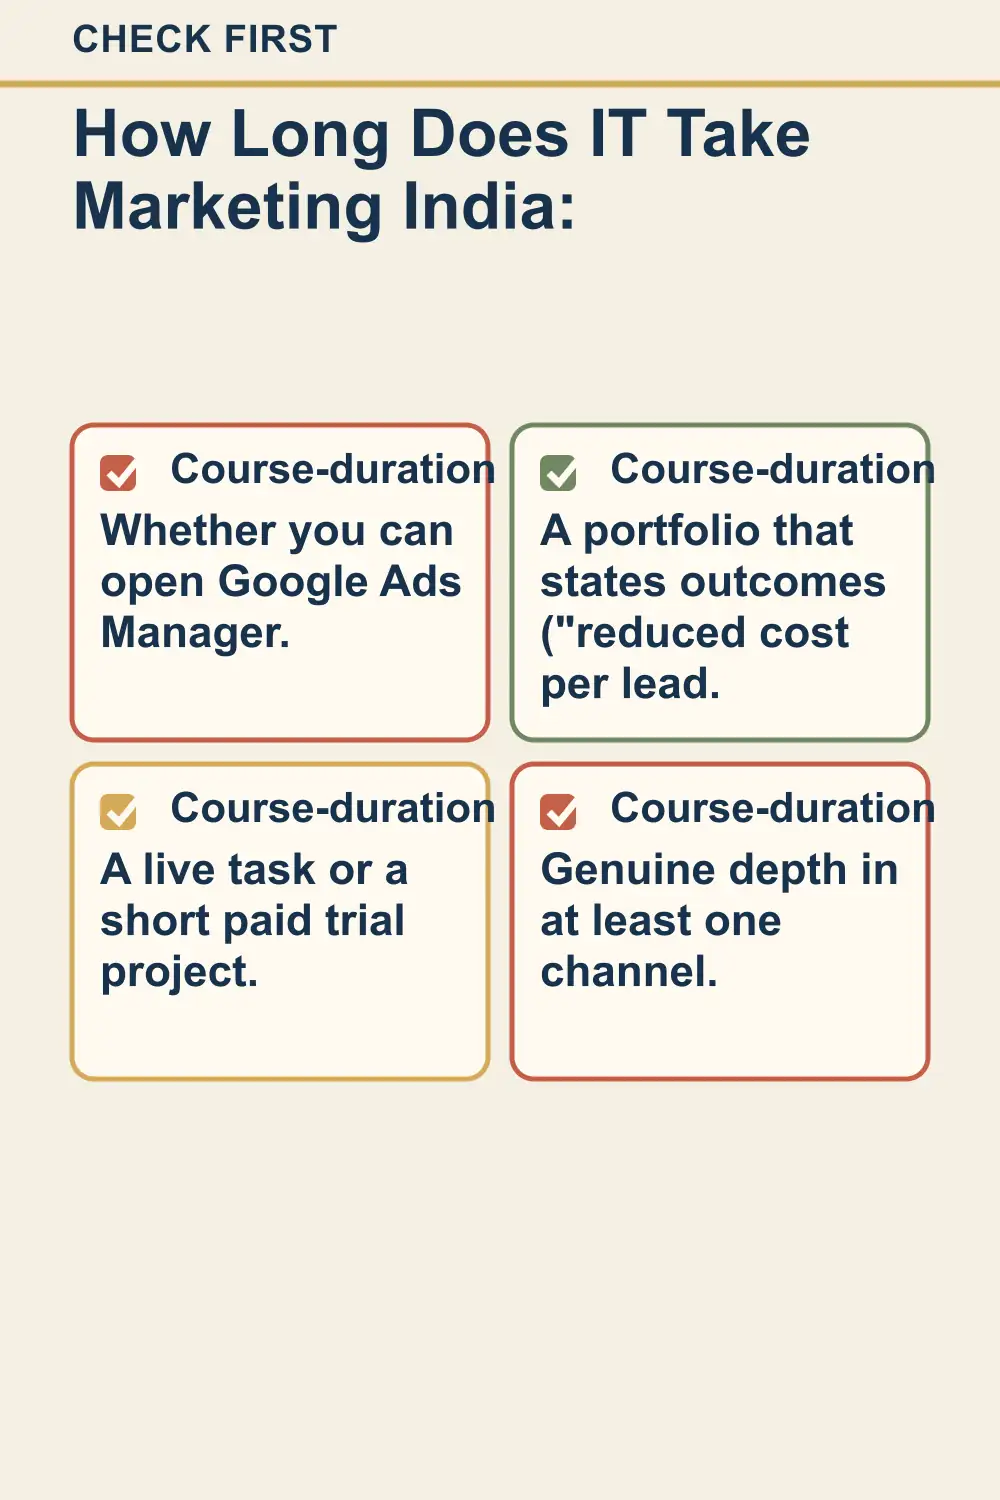 CHECK FIRST
How Long Does IT Take
Marketing India:
Course-duration
Whether you can
open Google Ads
Manager.
Course-duration
A portfolio that
states outcomes
("reduced cost
per lead.
Course-duration
A live task or a
short paid trial
project.
Course-duration
Genuine depth in
at least one
channel.